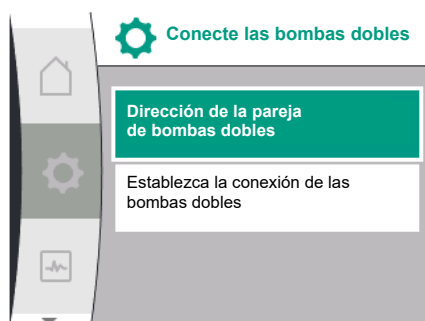 Conecte las bombas dobles
Dirección de la pareja
de bombas dobles
Establezca la conexión de las
bombas dobles